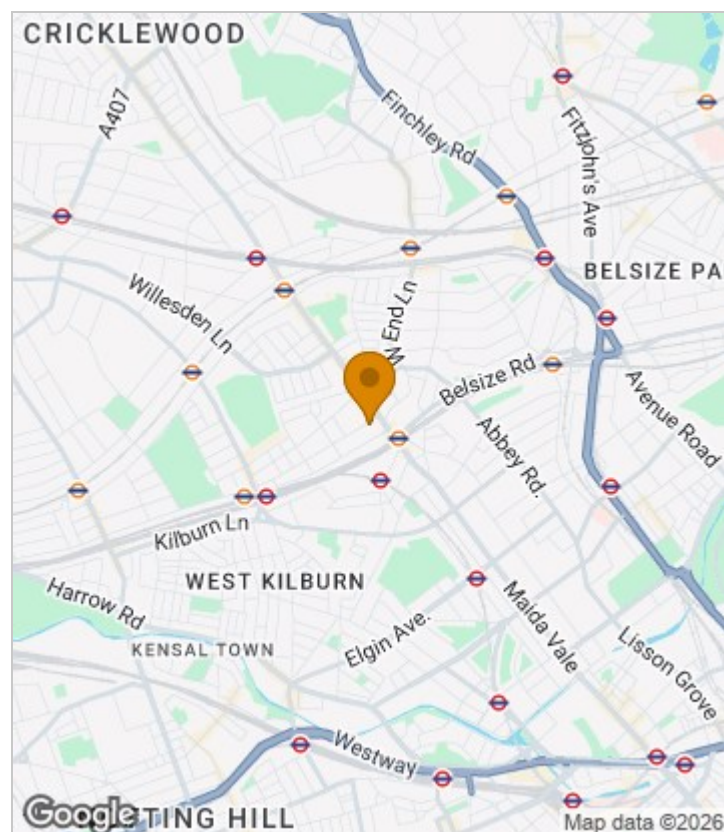 CRICKLEWOOD
A407
Finchley Rd
Fitzjohn's Ave
BELSIZE PA
Willesden Ln
W End Ln
Belsize Rd
Avenue Road
Abbey Rd.
Kilburn Ln
WEST KILBURN
Harrow Rd
KENSAL TOWN
Elgin Ave.
Maida Vale
Lisson Grove
Westway
Google
TING HILL
Map data ©2026